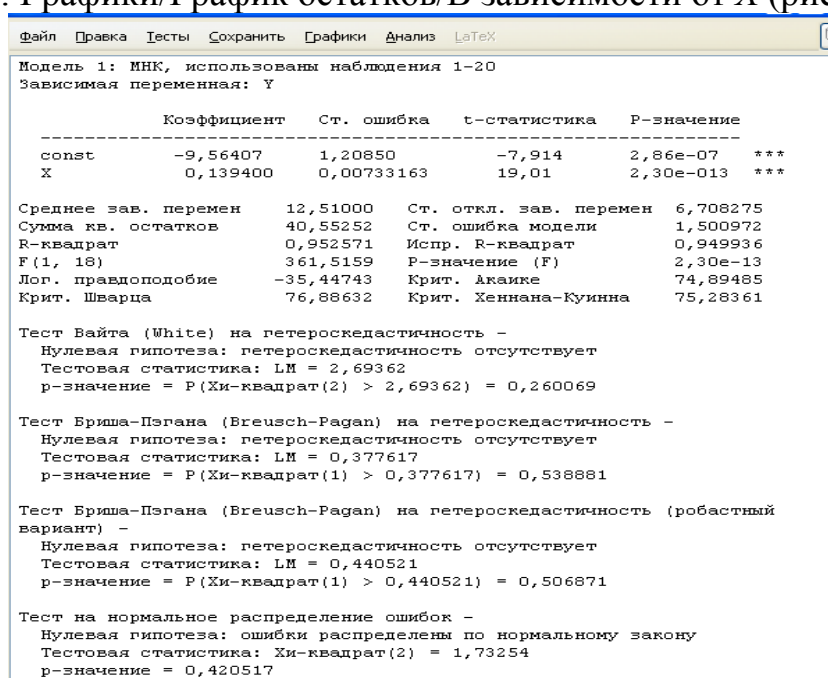 . Графики/График остатков/В зависимости от X (рис
Файл Правка Тесты Сохранить Графики Анализ LaTeX
Модель 1: МНК, использованы наблюдения 1-20
Зависимая переменная: Y
Коэффициент Ст. ошибка t-статистика P-значение
const -9,56407 1,20850 -7,914 2,86e-07 ***
X 0,139400 0,00733163 19,01 2,30e-013 ***
Среднее зав. перемен 12,51000 Ст. откл. зав. перемен 6,708275
Сумма кв. остатков 40,55252 Ст. ошибка модели 1,500972
R-квадрат 0,952571 Испр. R-квадрат 0,949936
F(1, 18) 361,5159 P-значение (F) 2,30e-13
Лог. правдоподобие -35,44743 Крит. Акаике 74,89485
Крит. Шварца 76,88632 Крит. Хеннана-Куинна 75,28361
Тест Вайта (White) на гетероскедастичность -
Нулевая гипотеза: гетероскедастичность отсутствует
Тестовая статистика: LM = 2,69362
p-значение = P(Хи-квадрат(2) > 2,69362) = 0,260069
Тест Бриша-Пэгана (Breusch-Pagan) на гетероскедастичность -
Нулевая гипотеза: гетероскедастичность отсутствует
Тестовая статистика: LM = 0,377617
p-значение = P(Хи-квадрат(1) > 0,377617) = 0,538881
Тест Бриша-Пэгана (Breusch-Pagan) на гетероскедастичность (робастный
вариант) -
Нулевая гипотеза: гетероскедастичность отсутствует
Тестовая статистика: LM = 0,440521
p-значение = P(Хи-квадрат(1) > 0,440521) = 0,506871
Тест на нормальное распределение ошибок -
Нулевая гипотеза: ошибки распределены по нормальному закону
Тестовая статистика: Хи-квадрат(2) = 1,73254
p-значение = 0,420517